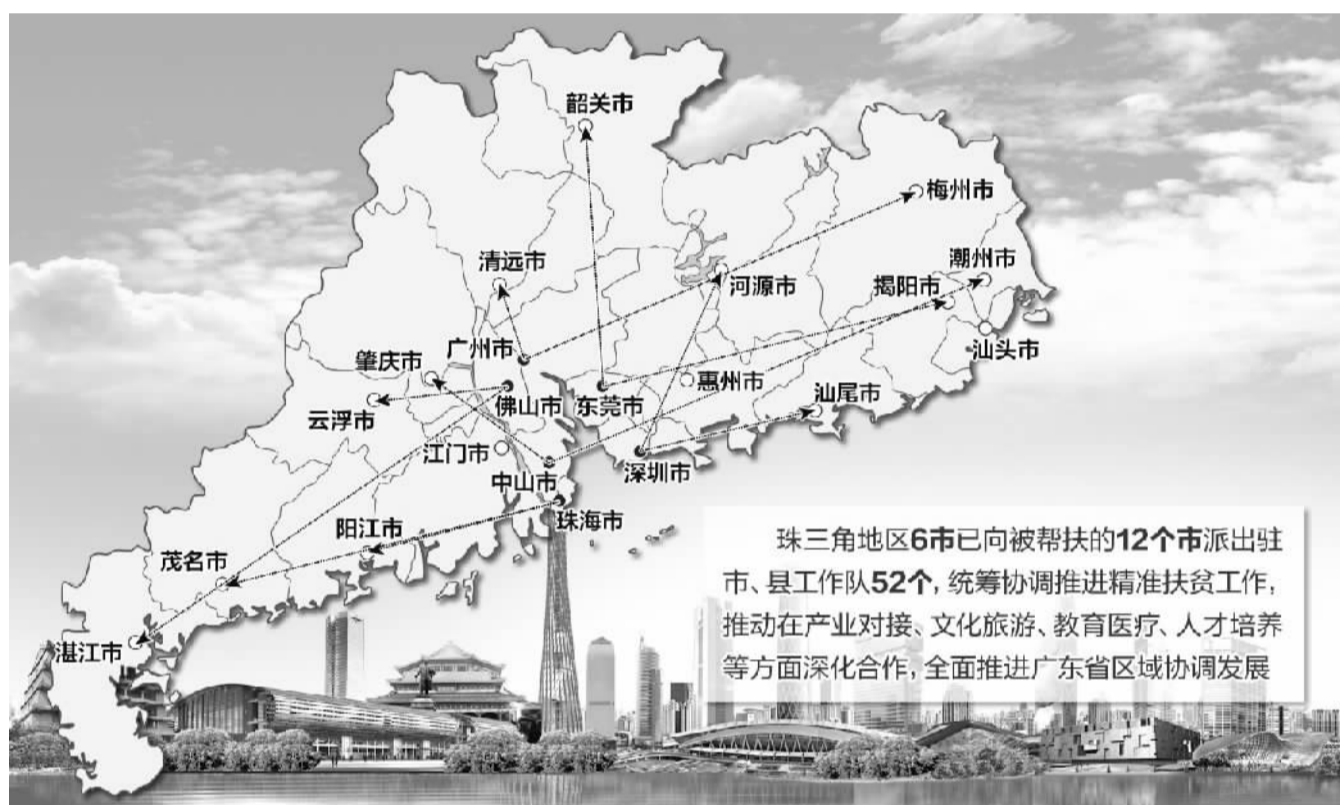 韶关市
梅州市
清远市
潮州市
河源市
揭阳市
广州市
汕头市
肇庆市
惠州市
佛山市
东莞市
汕尾市
云浮市
江门市
深圳市
中山市
珠海市
阳江市
茂名市
湛江市
珠三角地区6市已向被帮扶的12个市派出驻
市、县工作队52个,统筹协调推进精准扶贫工作,
推动在产业对接、文化旅游、教育医疗、人才培养
等方面深化合作,全面推进广东省区域协调发展